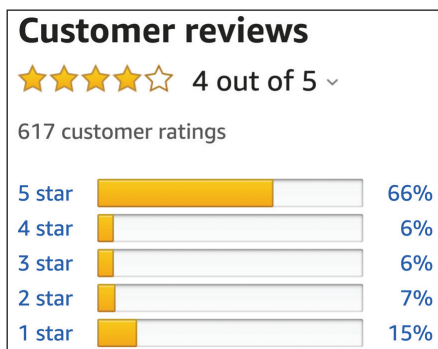 Customer reviews
4 out of 5
617 customer ratings
5 star 66%
4 star 6%
3 star 6%
2 star 7%
1 star 15%